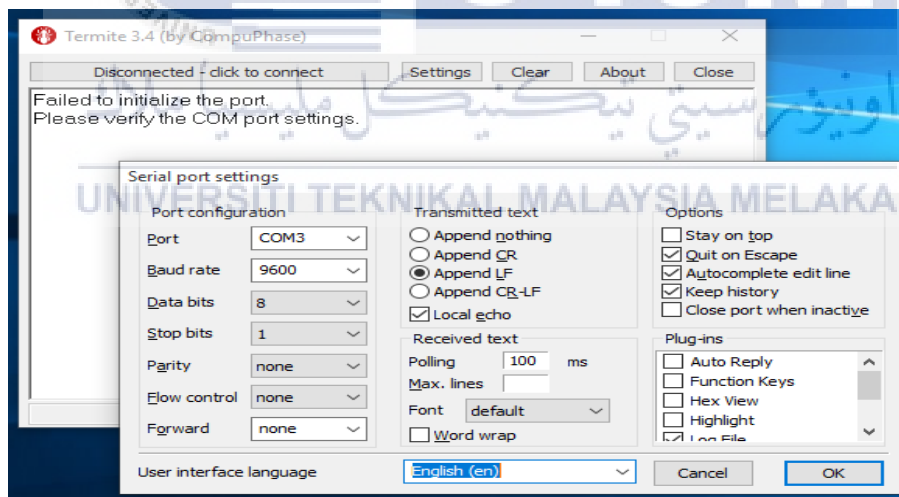 Termite 3.4 (by CompuPhase)
Disconnected - click to connect Settings Clear About Close
Failed to initialize the port.
Please verify the COM port settings.
اونيۏرسيتي تيكنيكل مليسيا ملاك
Serial port settings
UNIVERSITI TEKNIKAL MALAYSIA MELAKA
Port configuration Transmitted text Options
Port COM3 Append nothing Stay on top
Baud rate 9600 Append CR Quit on Escape
Data bits 8 Append LF Autocomplete edit line
Stop bits 1 Append CR-LF Keep history
Parity none Local echo Close port when inactive
Flow control none Received text Plug-ins
Forward none Polling 100 ms Auto Reply
Max. lines Function Keys
Font default Hex View
Word wrap Highlight
Log File
User interface language English (en) Cancel OK